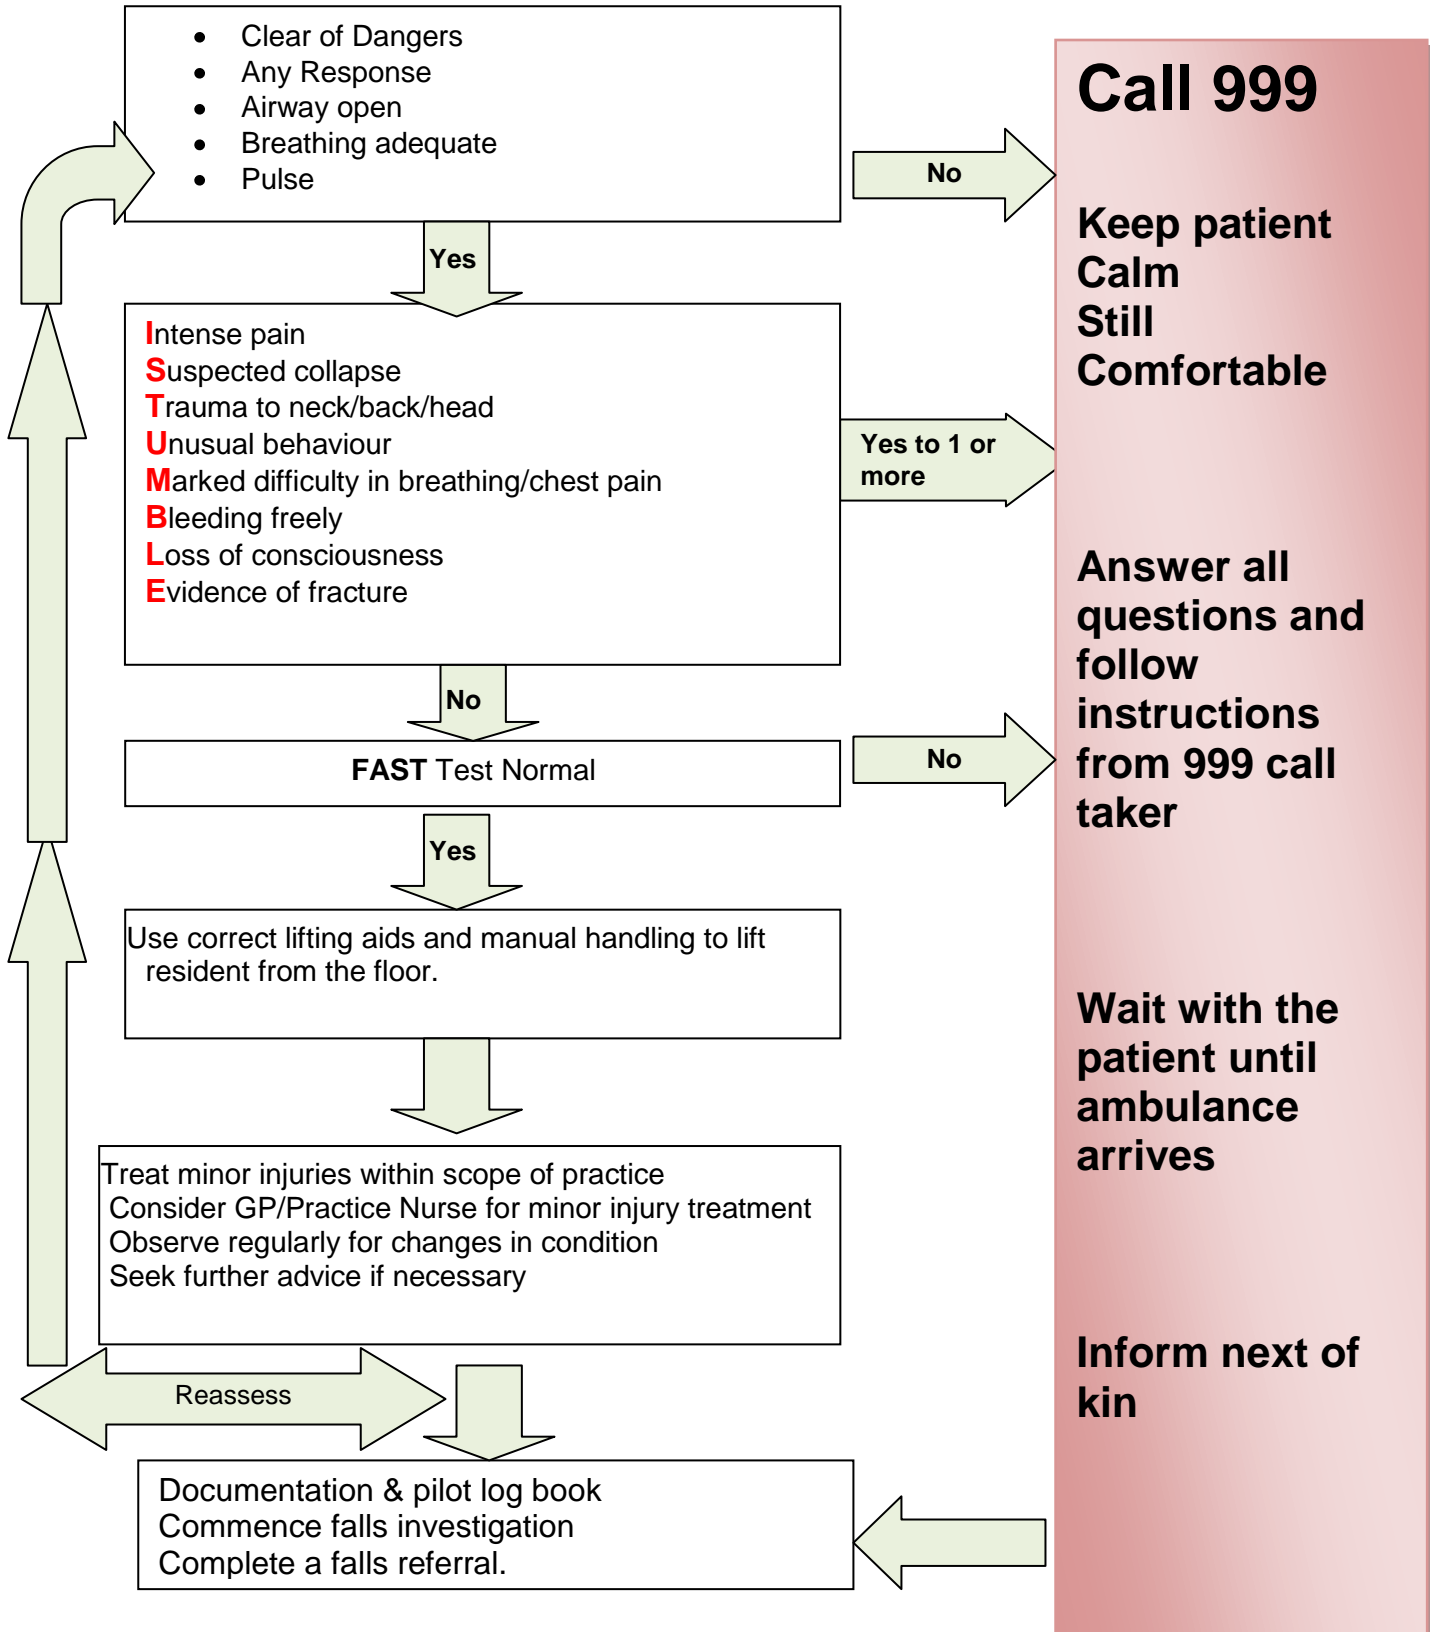 • Clear of Dangers
• Any Response
• Airway open
• Breathing adequate
• Pulse
No
Yes
Intense pain
Suspected collapse
Trauma to neck/back/head
Unusual behaviour
Marked difficulty in breathing/chest pain
Bleeding freely
Loss of consciousness
Evidence of fracture
Yes to 1 or
more
No
FAST Test Normal
No
Yes
Use correct lifting aids and manual handling to lift
resident from the floor.
Treat minor injuries within scope of practice
Consider GP/Practice Nurse for minor injury treatment
Observe regularly for changes in condition
Seek further advice if necessary
Reassess
Documentation & pilot log book
Commence falls investigation
Complete a falls referral.
Call 999
Keep patient
Calm
Still
Comfortable
Answer all
questions and
follow
instructions
from 999 call
taker
Wait with the
patient until
ambulance
arrives
Inform next of
kin